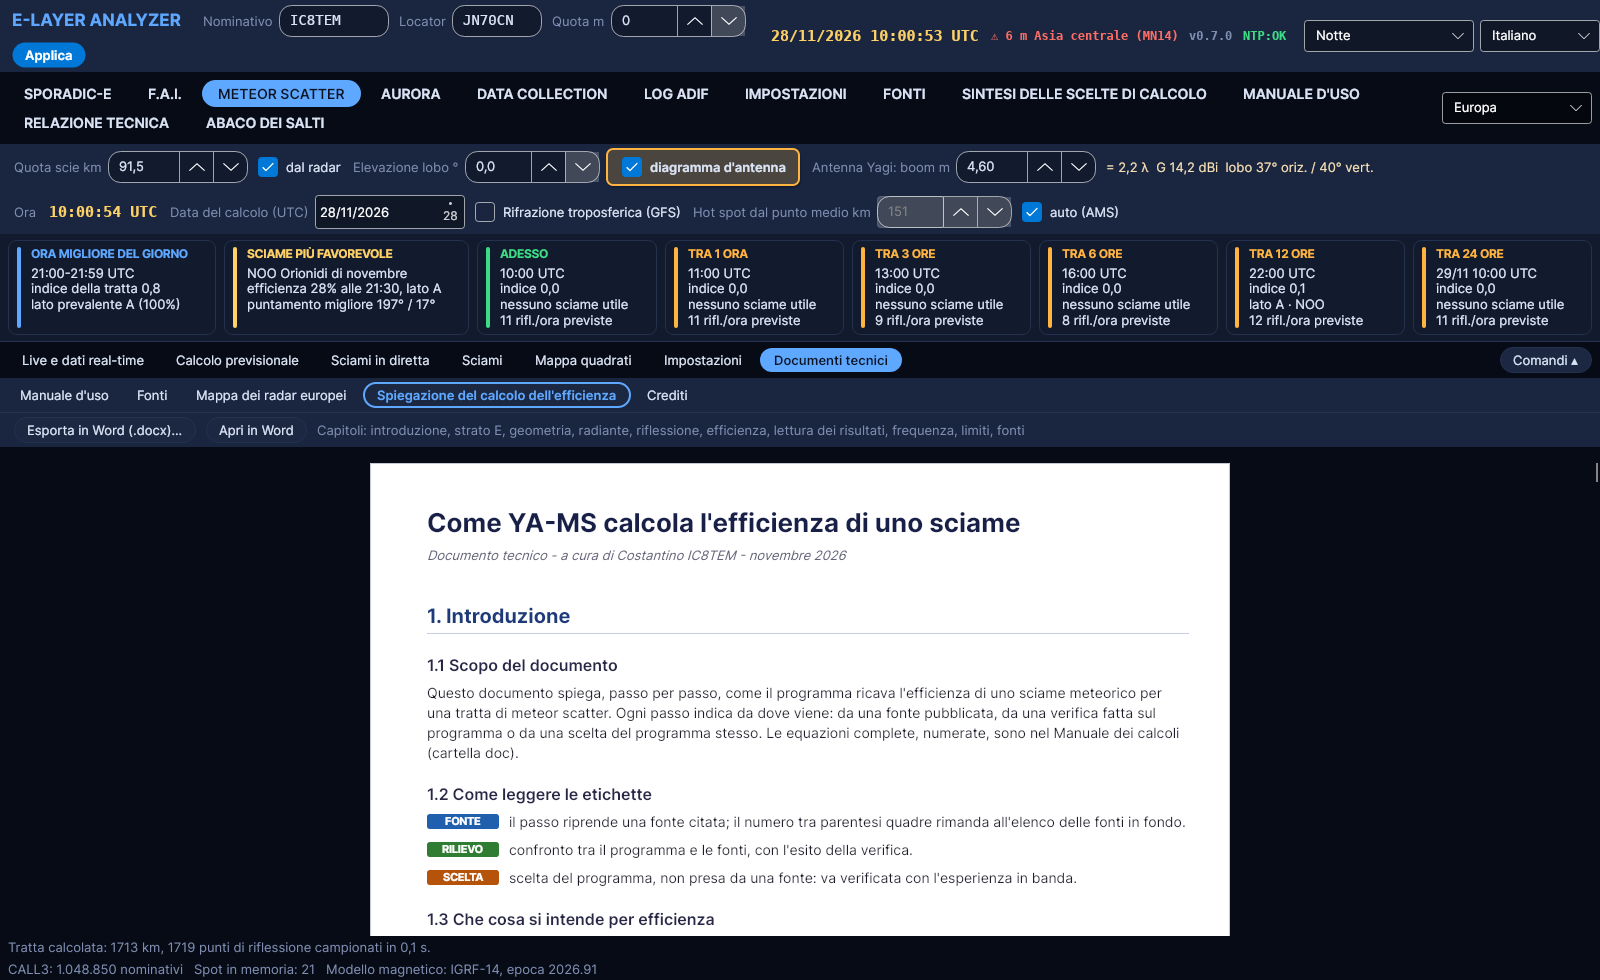 E-LAYER ANALYZER Nominativo IC8TEM Locator JN70CN Quota m 0
28/11/2026 10:00:53 UTC ⚠ 6 m Asia centrale (MN14) v0.7.0 NTP:OK Notte Italiano
Applica
SPORADIC-E F.A.I. METEOR SCATTER AURORA DATA COLLECTION LOG ADIF IMPOSTAZIONI FONTI SINTESI DELLE SCELTE DI CALCOLO MANUALE D'USO
RELAZIONE TECNICA ABACO DEI SALTI
Europa
Quota scie km 91,5 dal radar Elevazione lobo ° 0,0 diagramma d'antenna Antenna Yagi: boom m 4,60 = 2,2 λ G 14,2 dBi lobo 37° oriz. / 40° vert.
Ora 10:00:54 UTC Data del calcolo (UTC) 28/11/2026 28 Rifrazione troposferica (GFS) Hot spot dal punto medio km 151 auto (AMS)
ORA MIGLIORE DEL GIORNO
21:00-21:59 UTC
indice della tratta 0,8
lato prevalente A (100%)
SCIAME PIÙ FAVOREVOLE
NOO Orionidi di novembre
efficienza 28% alle 21:30, lato A
puntamento migliore 197° / 17°
ADESSO
10:00 UTC
indice 0,0
nessuno sciame utile
11 rifl./ora previste
TRA 1 ORA
11:00 UTC
indice 0,0
nessuno sciame utile
11 rifl./ora previste
TRA 3 ORE
13:00 UTC
indice 0,0
nessuno sciame utile
9 rifl./ora previste
TRA 6 ORE
16:00 UTC
indice 0,0
nessuno sciame utile
8 rifl./ora previste
TRA 12 ORE
22:00 UTC
indice 0,1
lato A · NOO
12 rifl./ora previste
TRA 24 ORE
29/11 10:00 UTC
indice 0,0
nessuno sciame utile
11 rifl./ora previste
Live e dati real-time Calcolo previsionale Sciami in diretta Sciami Mappa quadrati Impostazioni Documenti tecnici Comandi ▴
Manuale d'uso Fonti Mappa dei radar europei Spiegazione del calcolo dell'efficienza Crediti
Esporta in Word (.docx)... Apri in Word Capitoli: introduzione, strato E, geometria, radiante, riflessione, efficienza, lettura dei risultati, frequenza, limiti, fonti
Come YA-MS calcola l'efficienza di uno sciame
Documento tecnico - a cura di Costantino IC8TEM - novembre 2026
1. Introduzione
1.1 Scopo del documento
Questo documento spiega, passo per passo, come il programma ricava l'efficienza di uno sciame meteorico per
una tratta di meteor scatter. Ogni passo indica da dove viene: da una fonte pubblicata, da una verifica fatta sul
programma o da una scelta del programma stesso. Le equazioni complete, numerate, sono nel Manuale dei calcoli
(cartella doc).
1.2 Come leggere le etichette
FONTE il passo riprende una fonte citata; il numero tra parentesi quadre rimanda all'elenco delle fonti in fondo.
RILIEVO confronto tra il programma e le fonti, con l'esito della verifica.
SCELTA scelta del programma, non presa da una fonte: va verificata con l'esperienza in banda.
1.3 Che cosa si intende per efficienza
Tratta calcolata: 1713 km, 1719 punti di riflessione campionati in 0,1 s.
CALL3: 1.048.850 nominativi Spot in memoria: 21 Modello magnetico: IGRF-14, epoca 2026.91